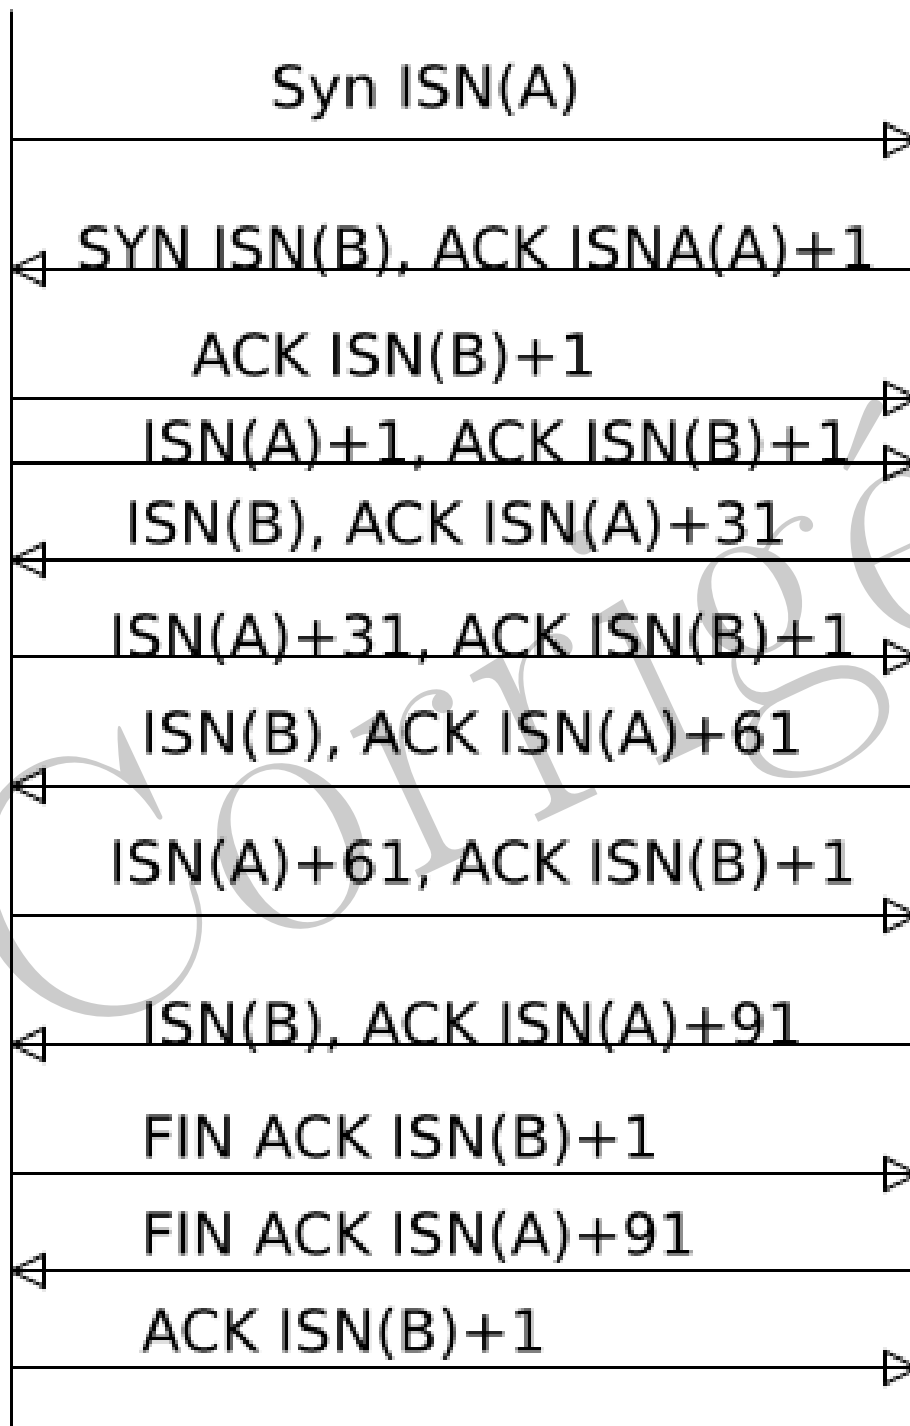 Syn ISN(A)
SYN ISN(B), ACK ISNA(A)+1
ACK ISN(B)+1
ISN(A)+1, ACK ISN(B)+1
ISN(B), ACK ISN(A)+31
ISN(A)+31, ACK ISN(B)+1
ISN(B), ACK ISN(A)+61
ISN(A)+61, ACK ISN(B)+1
ISN(B), ACK ISN(A)+91
FIN ACK ISN(B)+1
FIN ACK ISN(A)+91
ACK ISN(B)+1
Corrigé